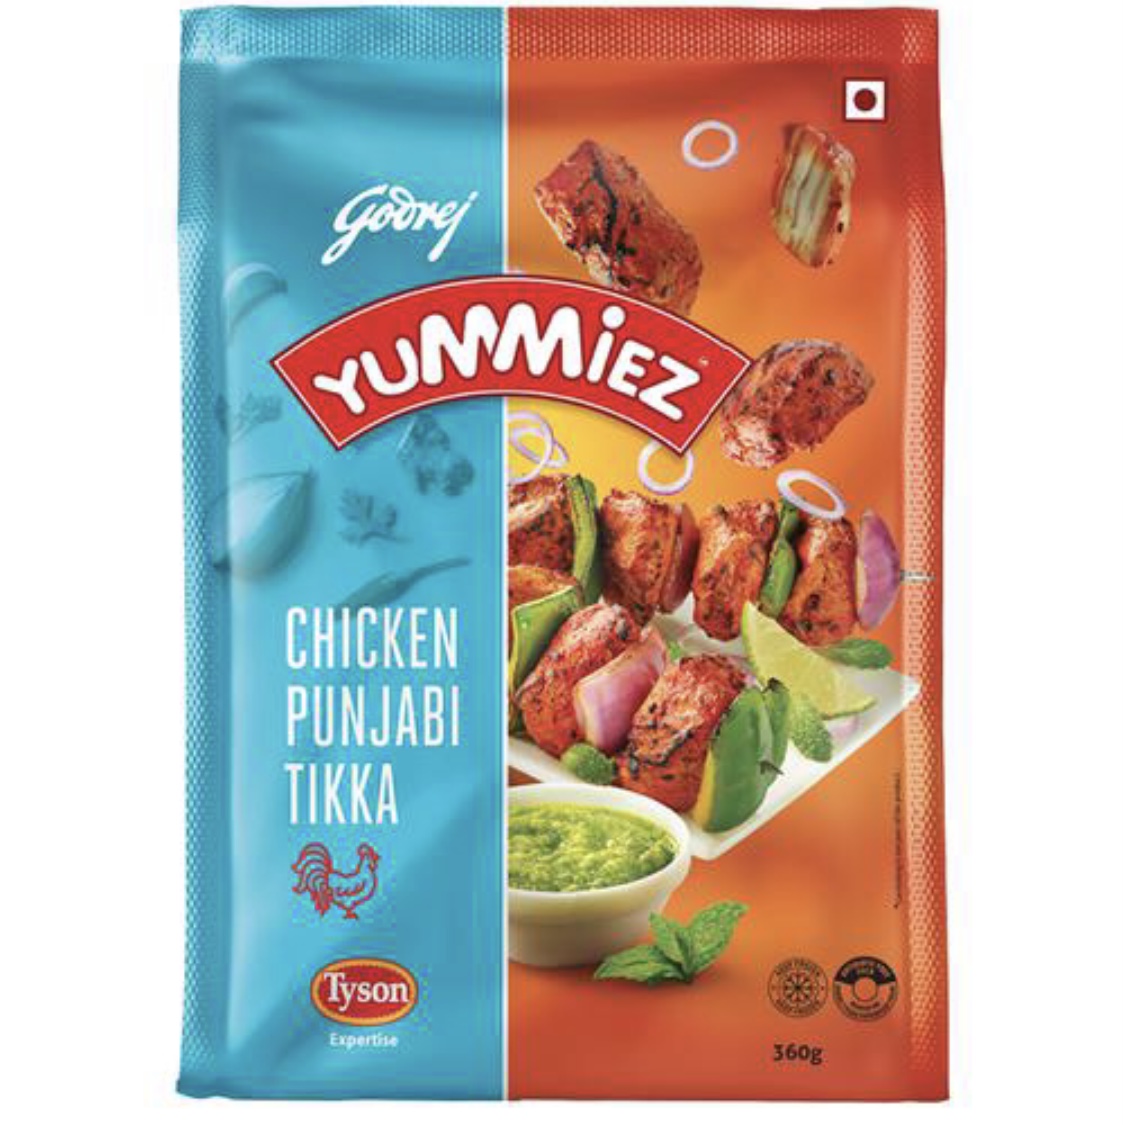 Godrej
YUMMiEZ
CHICKEN
PUNJABI
TIKKA
Tyson
Expertise
360g